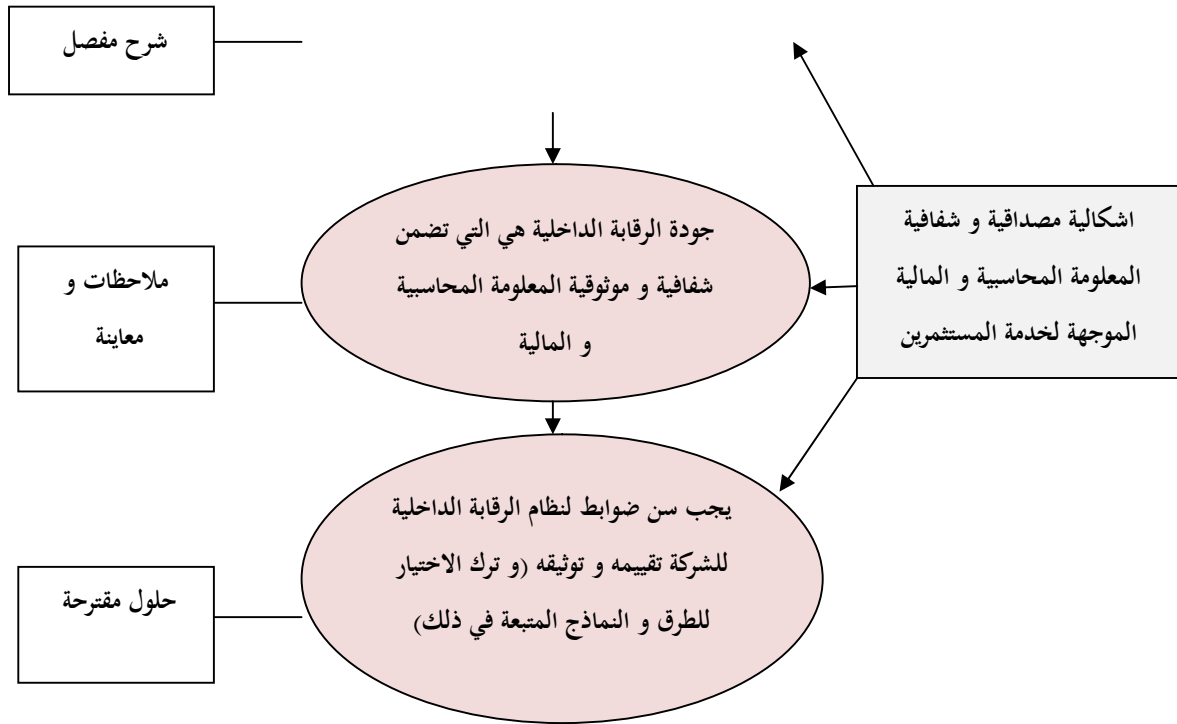 شرح مفصل
اشكالية مصداقية و شفافية
المعلومة المحاسبية و المالية
الموجهة لخدمة المستثمرين
جودة الرقابة الداخلية هي التي تضمن
شفافية و موثوقية المعلومة المحاسبية
و المالية
ملاحظات و
معاينة
يجب سن ضوابط لنظام الرقابة الداخلية
للشركة تقييمه و توثيقه (و ترك الاختيار
للطرق و النماذج المتبعة في ذلك)
حلول مقترحة